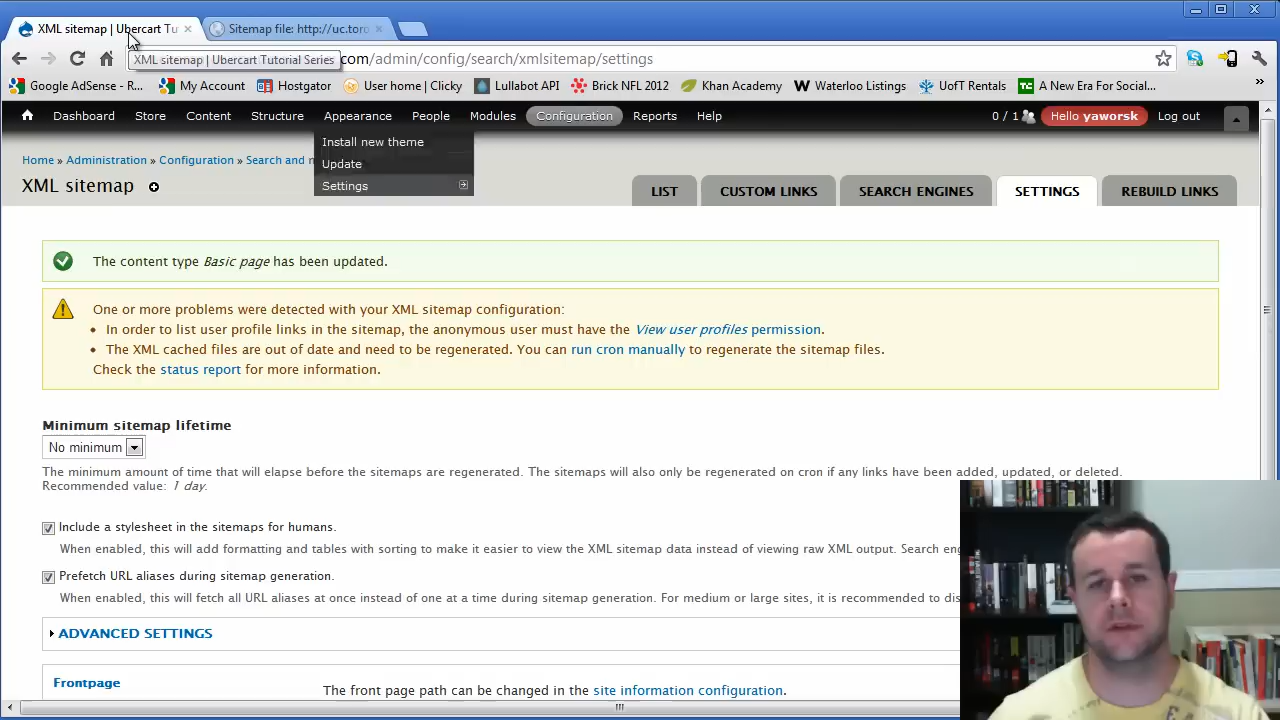 XML sitemap | Ubercart Tu
Sitemap file: http://uc.toro
XML sitemap | Ubercart Tutorial Series
com/admin/config/search/xmlsitemap/settings
Google AdSense - R...
My Account
Hostg
User home | Clicky
Lullabot API
Brick NFL 2012
Khan Academy
Waterloo Listings
UofT Rentals
A New Era For Social...
Dashboard
Store
Content
Structure
Appearance
People
Modules
Configuration
Reports
Help
0 / 1
Hello yaworsk
Log out
Install new theme
Update
Settings
Home » Administration » Configuration » Search and m
XML sitemap
LIST
CUSTOM LINKS
SEARCH ENGINES
SETTINGS
REBUILD LINKS
The content type Basic page has been updated.
One or more problems were detected with your XML sitemap configuration:
In order to list user profile links in the sitemap, the anonymous user must have the View user profiles permission.
The XML cached files are out of date and need to be regenerated. You can run cron manually to regenerate the sitemap files.
Check the status report for more information.
Minimum sitemap lifetime
No minimum
The minimum amount of time that will elapse before the sitemaps are regenerated. The sitemaps will also only be regenerated on cron if any links have been added, updated, or deleted.
Recommended value: 1 day.
Include a stylesheet in the sitemaps for humans.
When enabled, this will add formatting and tables with sorting to make it easier to view the XML sitemap data instead of viewing raw XML output. Search en
Prefetch URL aliases during sitemap generation.
When enabled, this will fetch all URL aliases at once instead of one at a time during sitemap generation. For medium or large sites, it is recommended to dis
ADVANCED SETTINGS
Frontpage
The front page path can be changed in the site information configuration.